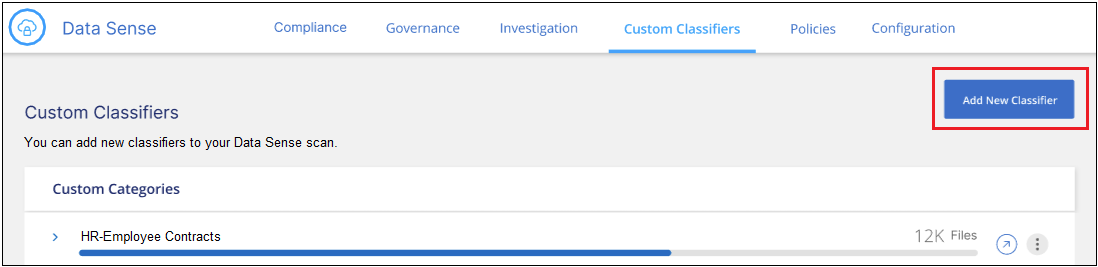 Data Sense
Compliance Governance Investigation Custom Classifiers Policies Configuration
Add New Classifier
Custom Classifiers
You can add new classifiers to your Data Sense scan.
Custom Categories
HR-Employee Contracts 12K Files